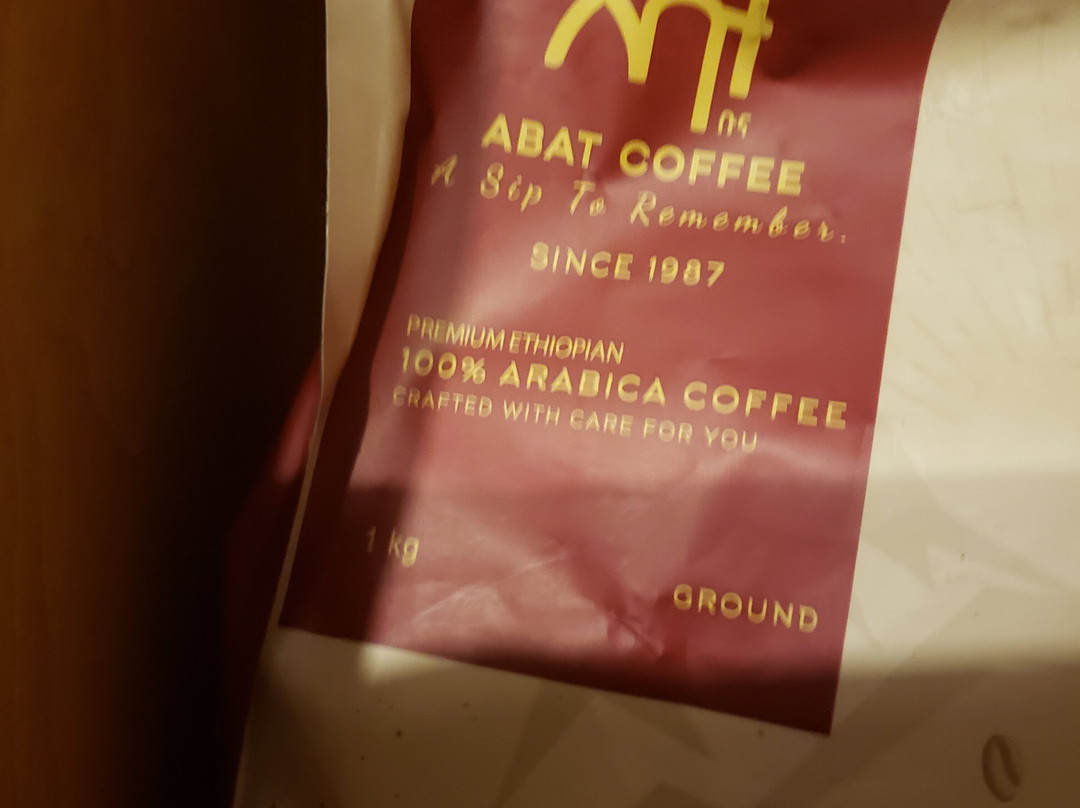 ABAT COFFEE
A Sip To Remember.
SINCE 1987
PREMIUM ETHIOPIAN
100% ARABICA COFFEE
CRAFTED WITH CARE FOR YOU
1 kg
GROUND